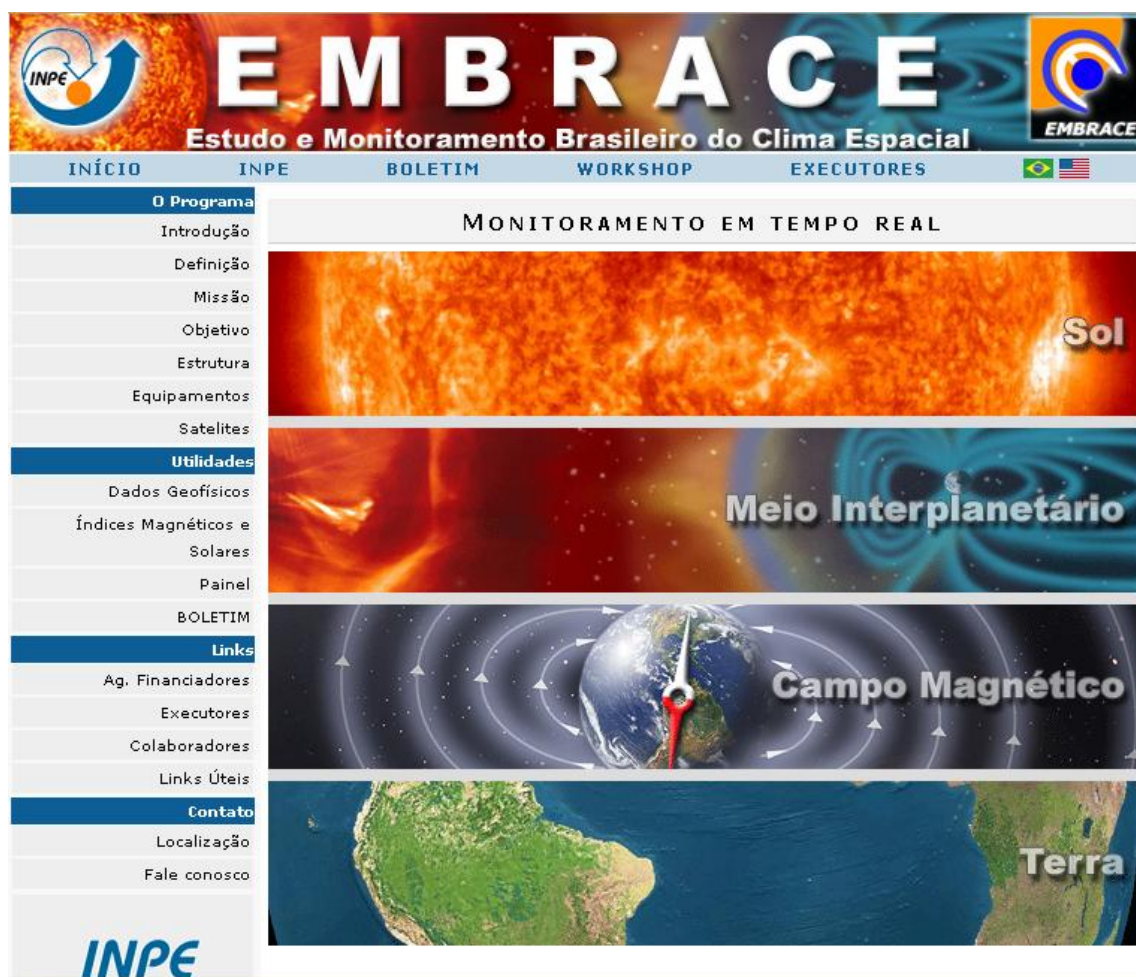 INPE
EMBRACE
Estudo e Monitoramento Brasileiro do Clima Espacial
EMBRACE
INÍCIO INPE BOLETIM WORKSHOP EXECUTORES
O Programa
Introdução
Definição
Missão
Objetivo
Estrutura
Equipamentos
Satelites
Utilidades
Dados Geofísicos
Índices Magnéticos e
Solares
Painel
BOLETIM
Links
Ag. Financiadores
Executores
Colaboradores
Links Úteis
Contato
Localização
Fale conosco
INPE
MONITORAMENTO EM TEMPO REAL
Sol
Meio Interplanetário
Campo Magnético
Terra